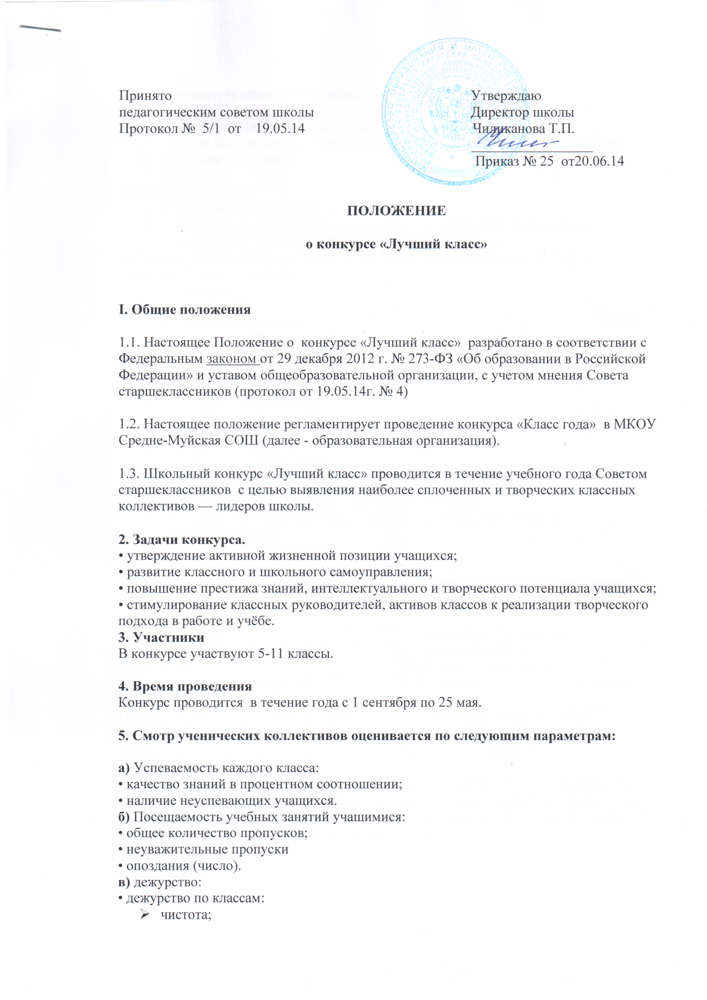 МИНИСТЕРСТВО ОБРАЗОВАНИЯ И НАУКИ РОССИЙСКОЙ ФЕДЕРАЦИИ
Принято Утверждаю
педагогическим советом школы Директор школы
Протокол № 5/1 от 19.05.14 Чиликанова Т.П.
Приказ № 25 от20.06.14
ПОЛОЖЕНИЕ
о конкурсе «Лучший класс»
I. Общие положения
1.1. Настоящее Положение о конкурсе «Лучший класс» разработано в соответствии с
Федеральным законом от 29 декабря 2012 г. № 273-ФЗ «Об образовании в Российской
Федерации» и уставом общеобразовательной организации, с учетом мнения Совета
старшеклассников (протокол от 19.05.14г. № 4)
1.2. Настоящее положение регламентирует проведение конкурса «Класс года» в МКОУ
Средне-Муйская СОШ (далее - образовательная организация).
1.3. Школьный конкурс «Лучший класс» проводится в течение учебного года Советом
старшеклассников с целью выявления наиболее сплоченных и творческих классных
коллективов — лидеров школы.
2. Задачи конкурса.
• утверждение активной жизненной позиции учащихся;
• развитие классного и школьного самоуправления;
• повышение престижа знаний, интеллектуального и творческого потенциала учащихся;
• стимулирование классных руководителей, активов классов к реализации творческого
подхода в работе и учёбе.
3. Участники
В конкурсе участвуют 5-11 классы.
4. Время проведения
Конкурс проводится в течение года с 1 сентября по 25 мая.
5. Смотр ученических коллективов оценивается по следующим параметрам:
а) Успеваемость каждого класса:
• качество знаний в процентном соотношении;
• наличие неуспевающих учащихся.
б) Посещаемость учебных занятий учащимися:
• общее количество пропусков;
• неуважительные пропуски
• опоздания (число).
в) дежурство:
• дежурство по классам:
➢ чистота;